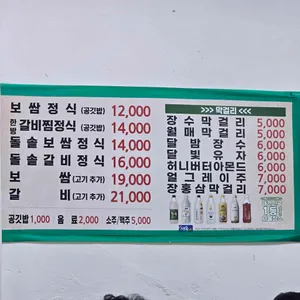 보쌈정식 (공깃밥) 12,000
한방 갈비찜정식 (공깃밥) 14,000
돌솥보쌈정식 14,000
돌솥갈비정식 16,000
보쌈 (고기 추가) 19,000
갈비 (고기 추가) 21,000
공깃밥 1,000 음료 2,000 소주/맥주 5,000
>>> 막걸리 <<<
장수막걸리 5,000
월매막걸리 5,000
달밤장수 6,000
달빛유자 6,000
허니버터아몬드 6,000
얼그레이주 7,000
장홍삼막걸리 7,000